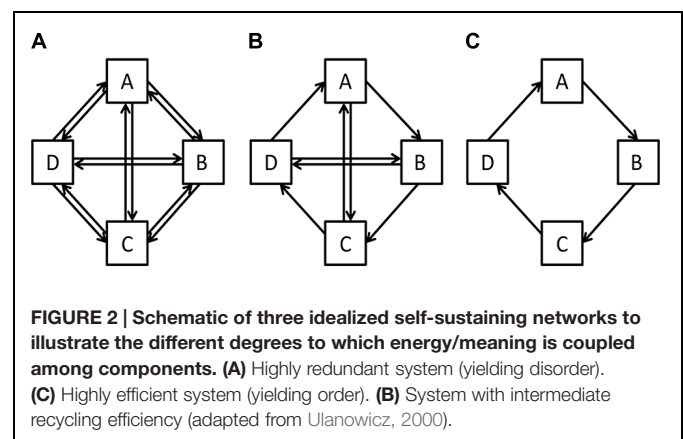 A
B
C
A
D
B
C
A
D
B
C
A
D
B
C
FIGURE 2 | Schematic of three idealized self-sustaining networks to
illustrate the different degrees to which energy/meaning is coupled
among components. (A) Highly redundant system (yielding disorder).
(C) Highly efficient system (yielding order). (B) System with intermediate
recycling efficiency (adapted from Ulanowicz, 2000).